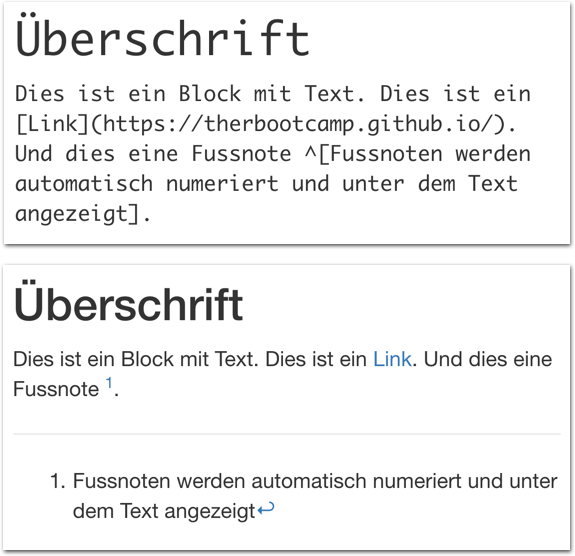 Überschrift
Dies ist ein Block mit Text. Dies ist ein
[Link](https://therbootcamp.github.io/).
Und dies eine Fussnote ^[Fussnoten werden
automatisch numeriert und unter dem Text
angezeigt].
Überschrift
Dies ist ein Block mit Text. Dies ist ein Link. Und dies eine
Fussnote 1.
1. Fussnoten werden automatisch numeriert und unter
dem Text angezeigt↩